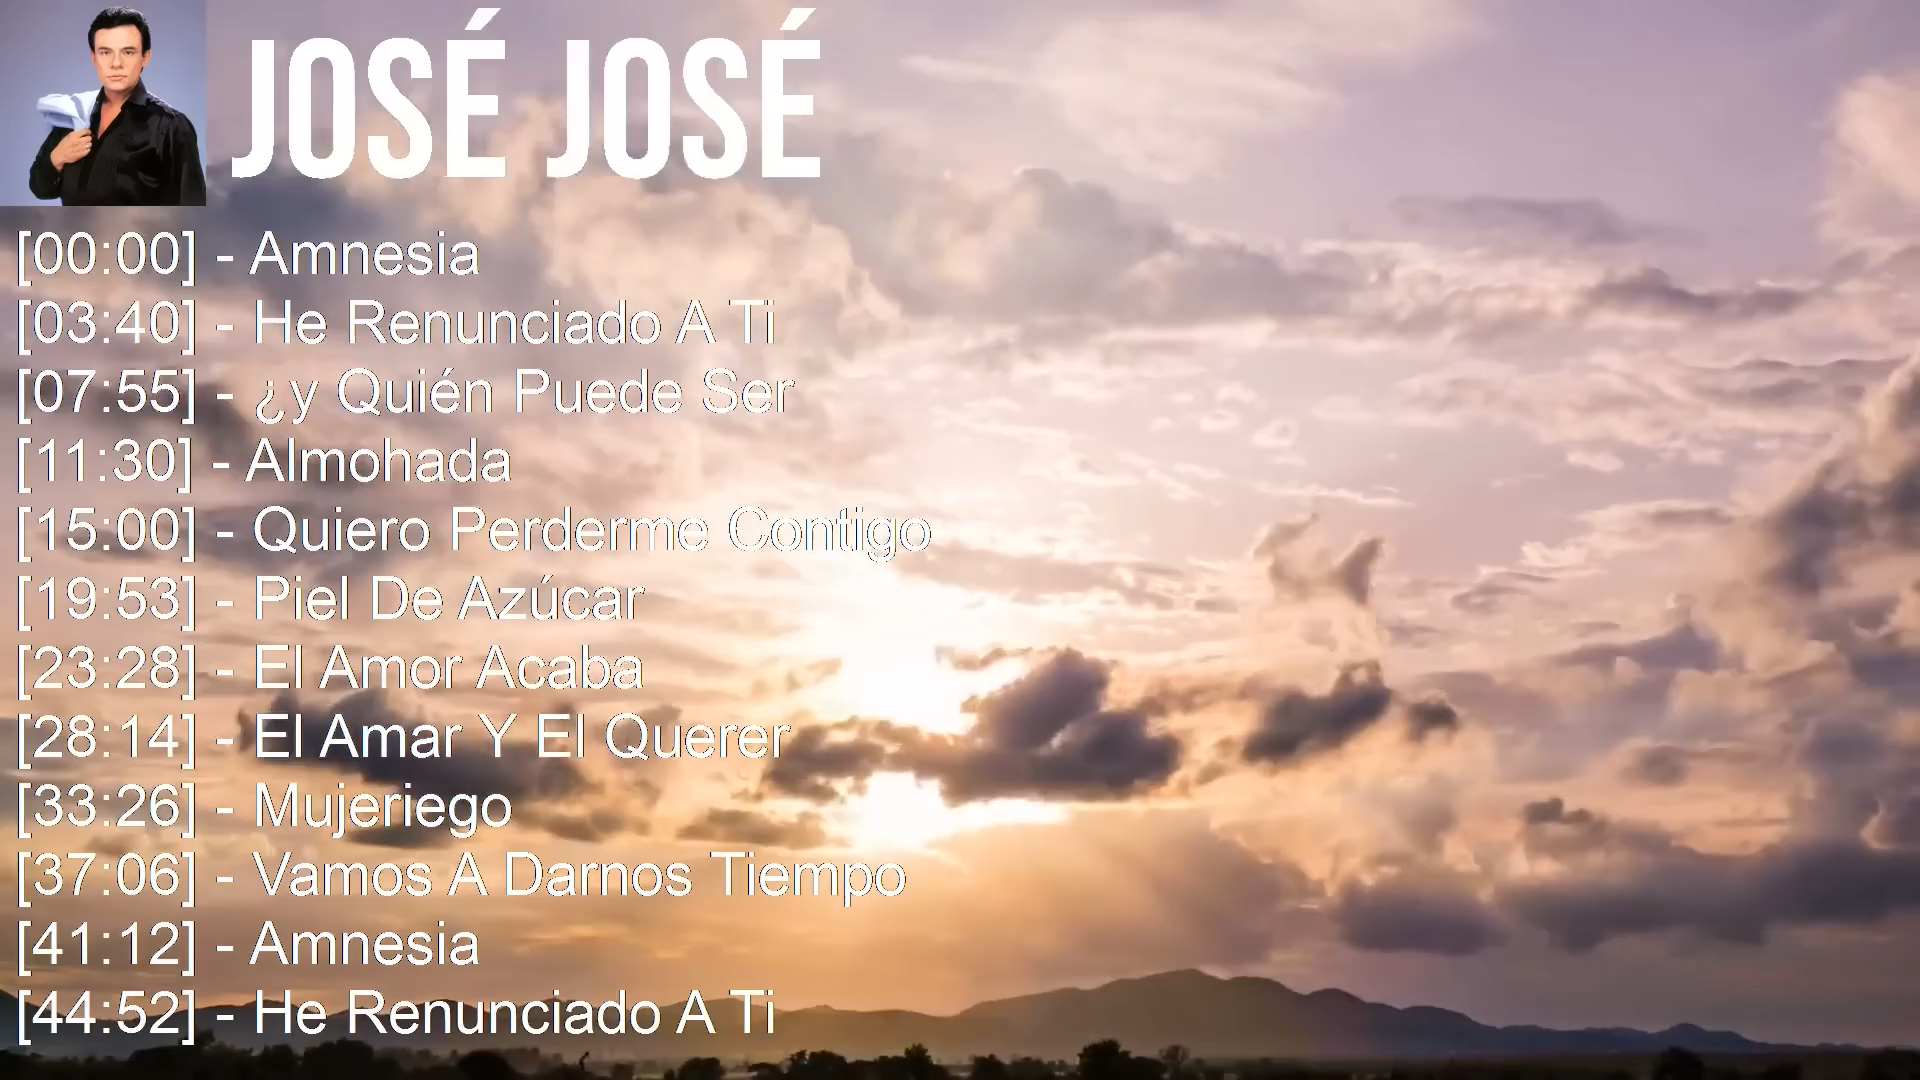 JOSÉ JOSÉ
[00:00] - Amnesia
[03:40] - He Renunciado A Ti
[07:55] - ¿y Quién Puede Ser
[11:30] - Almohada
[15:00] - Quiero Perderme Contigo
[19:53] - Piel De Azúcar
[23:28] - El Amor Acaba
[28:14] - El Amar Y El Querer
[33:26] - Mujeriego
[37:06] - Vamos A Darnos Tiempo
[41:12] - Amnesia
[44:52] - He Renunciado A Ti